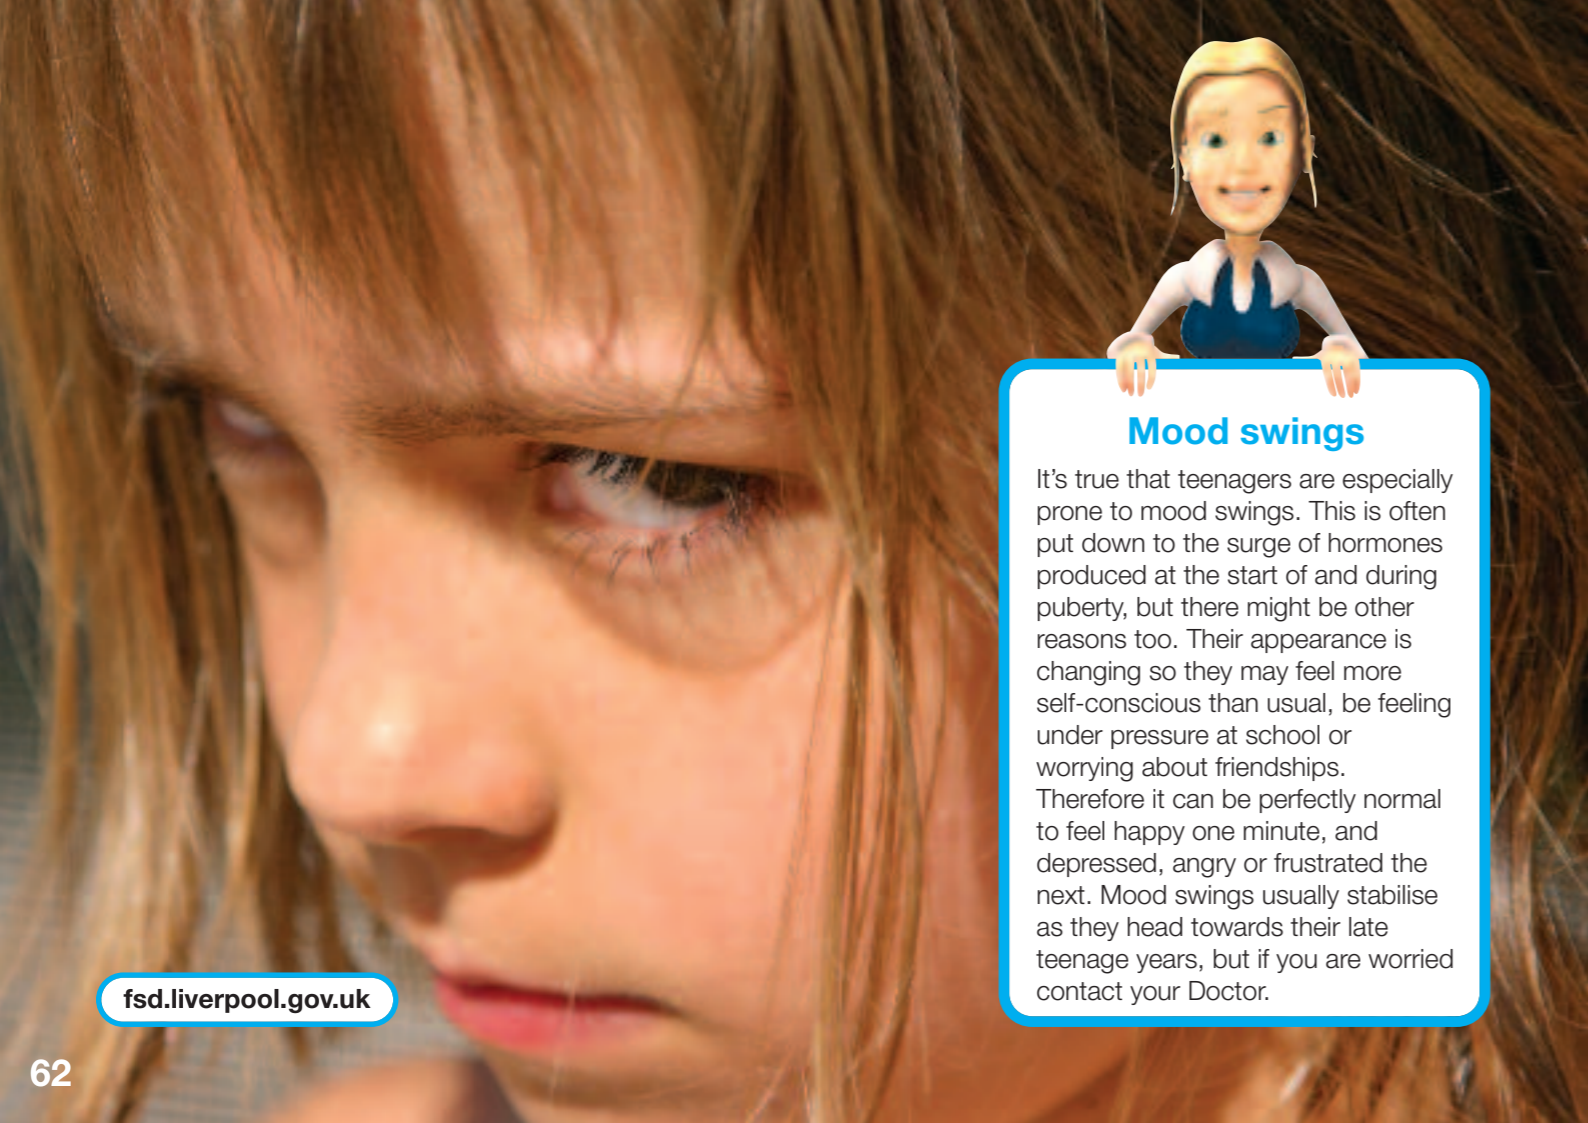 Mood swings
It’s true that teenagers are especially
prone to mood swings. This is often
put down to the surge of hormones
produced at the start of and during
puberty, but there might be other
reasons too. Their appearance is
changing so they may feel more
self-conscious than usual, be feeling
under pressure at school or
worrying about friendships.
Therefore it can be perfectly normal
to feel happy one minute, and
depressed, angry or frustrated the
next. Mood swings usually stabilise
as they head towards their late
teenage years, but if you are worried
contact your Doctor.
fsd.liverpool.gov.uk
62